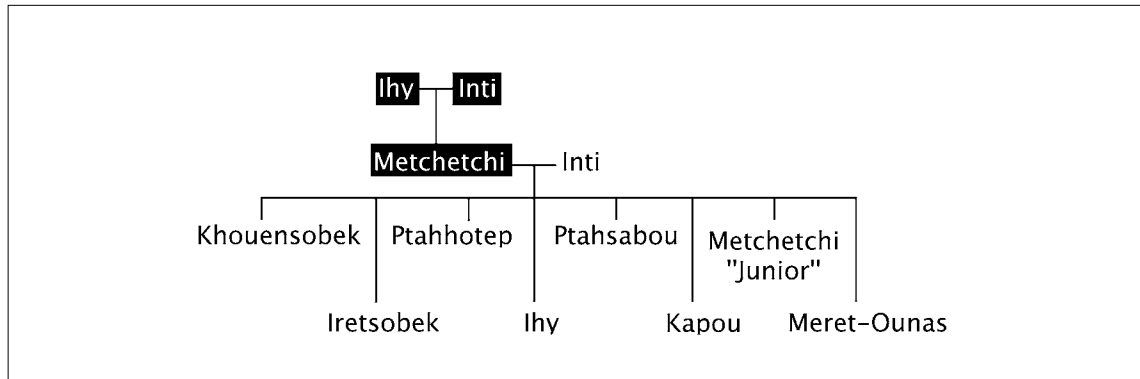 Ihy Inti
Metchetchi Inti
Khouensobek Ptahhotep Ptahsabou Metchetchi
"Junior"
Iretsobek Ihy Kapou Meret-Ounas